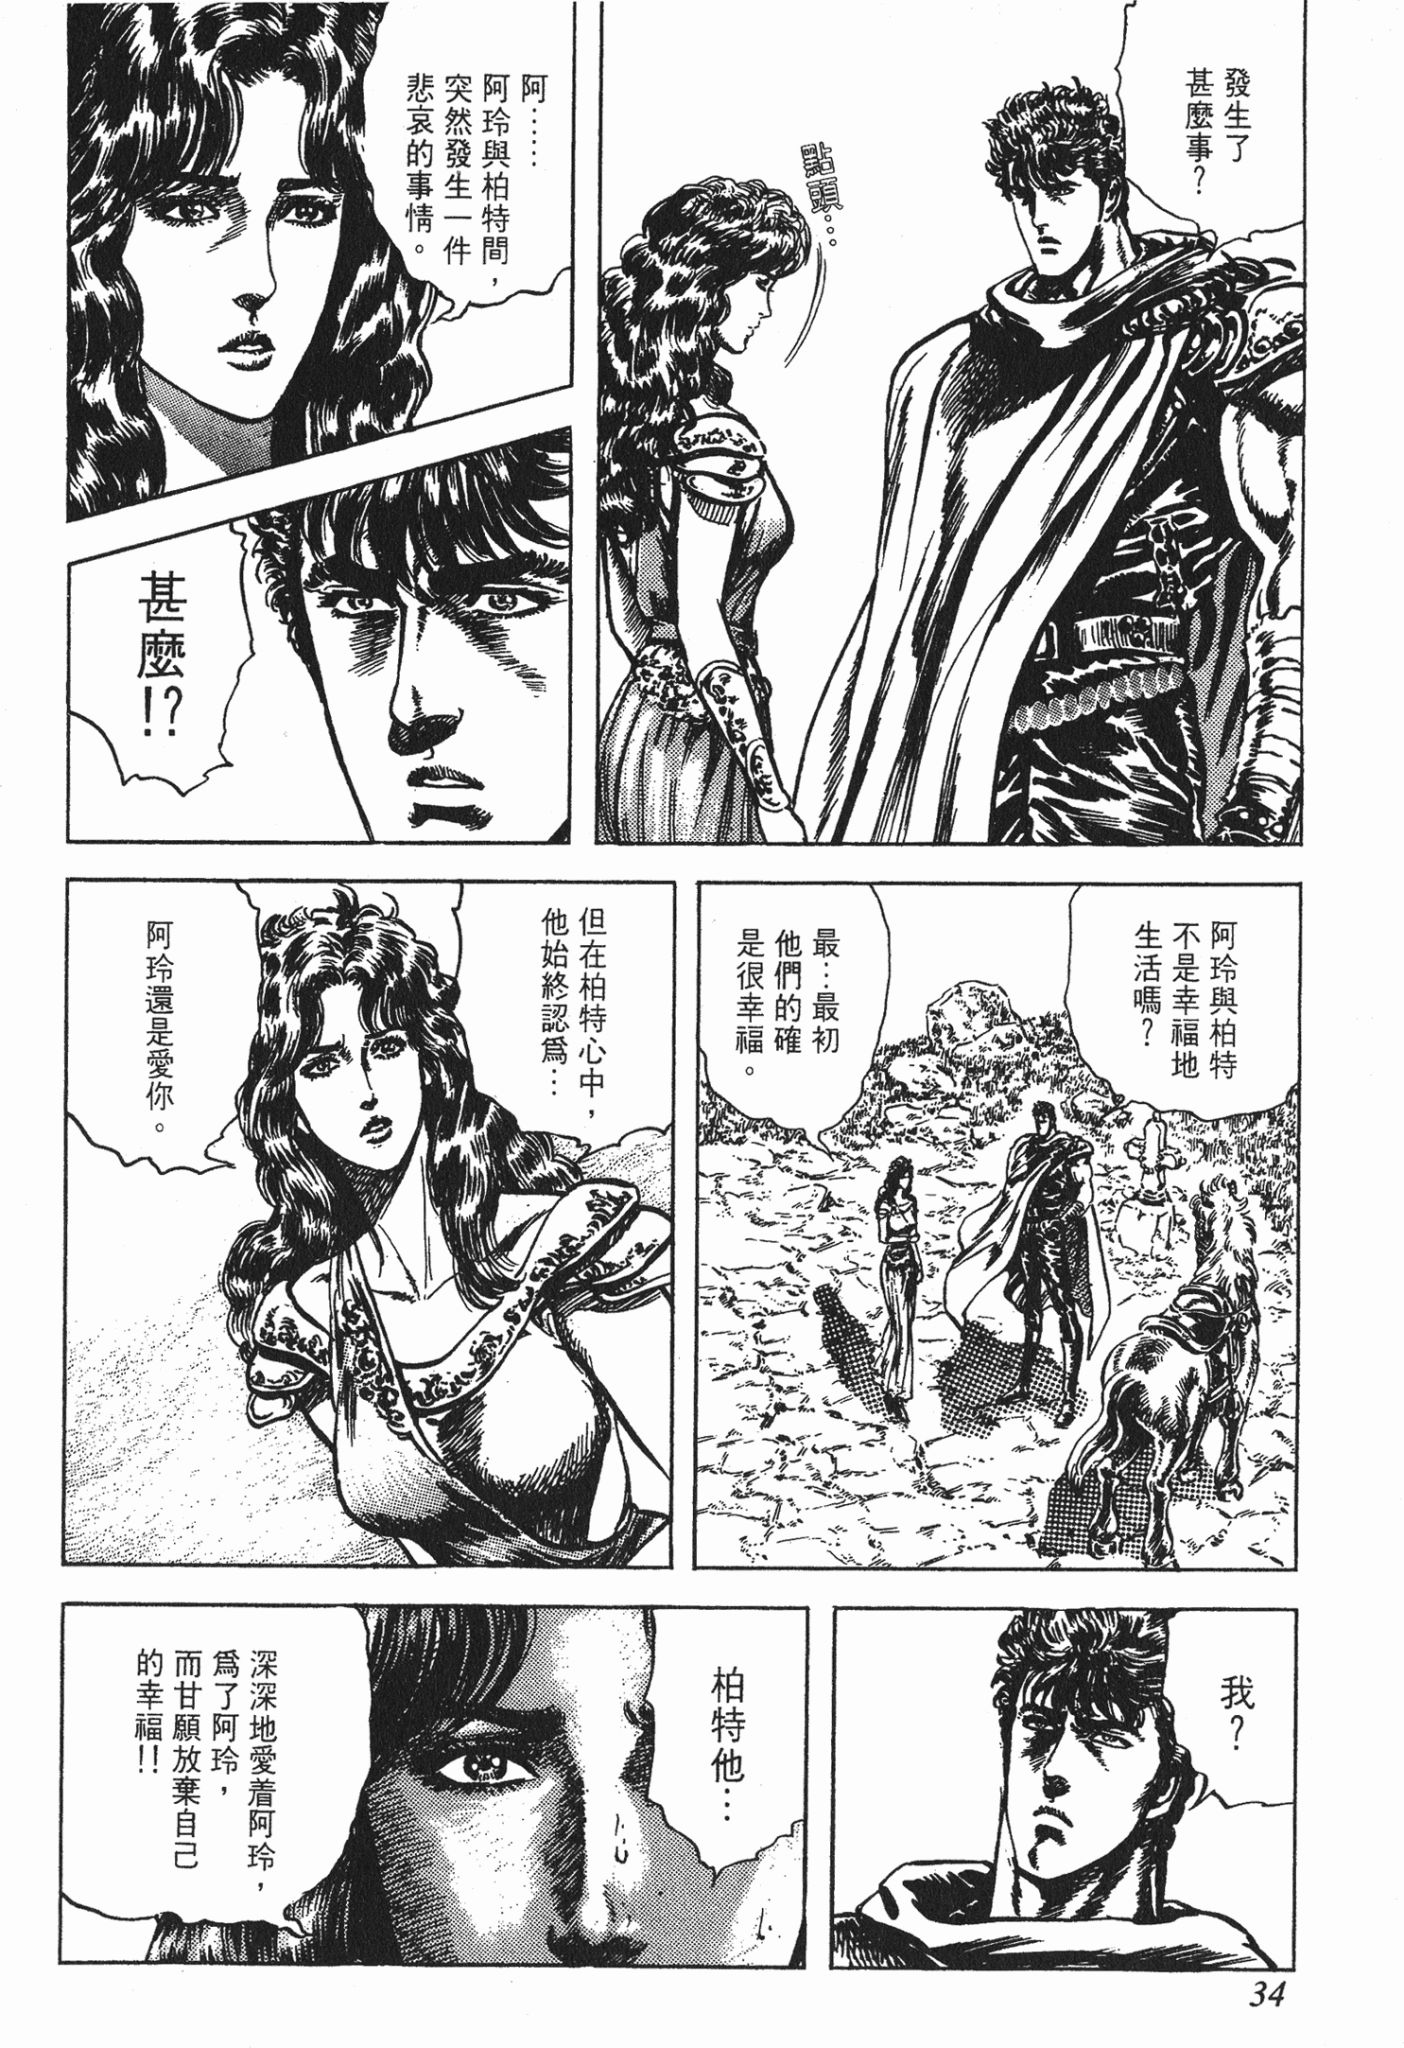 發生了
甚麼事？
點頭…
阿……
阿玲與柏特間，
突然發生一件
悲哀的事情。
甚麼!?
阿玲與柏特
不是幸福地
生活嗎？
最…最初
他們的確
是很幸福。
但在柏特心中，
他始終認爲…
阿玲還是愛你。
我？
柏特他…
深深地愛着阿玲，
爲了阿玲，
而甘願放棄自己
的幸福!!
34